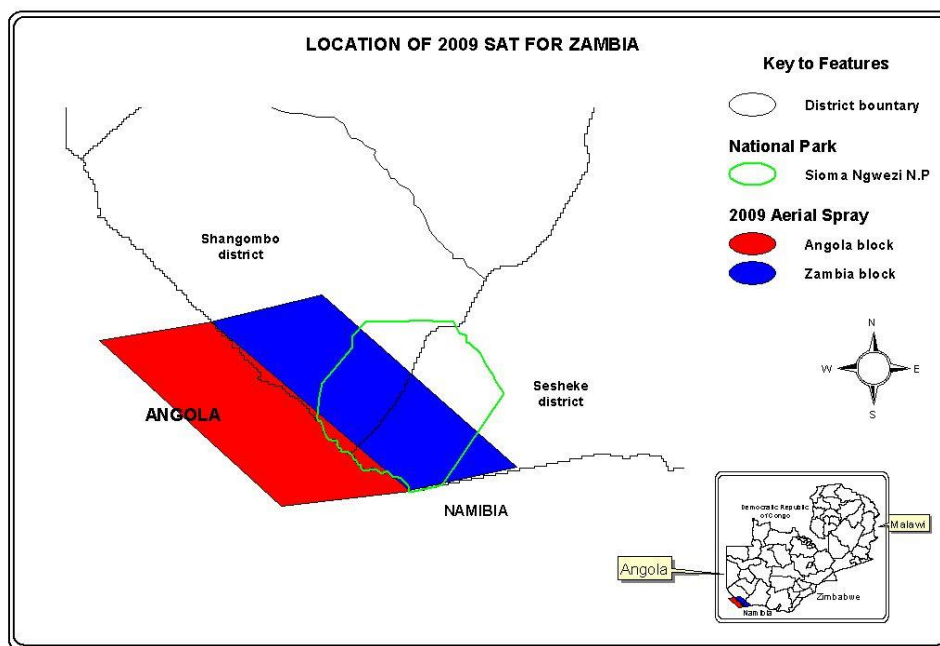 LOCATION OF 2009 SAT FOR ZAMBIA
Key to Features
District bountary
National Park
Sioma Ngwezi N.P
2009 Aerial Spray
Angola block
Zambia block
Shangombo
district
N
W
E
S
Sesheke
district
ANGOLA
NAMIBIA
Democratic Republic
of Congo
Malawi
Angola
Zimbabwe
Namibia